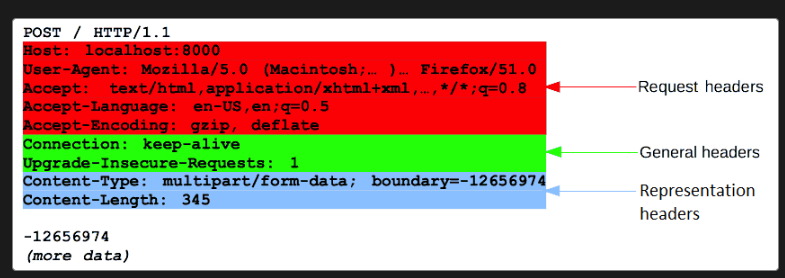 POST / HTTP/1.1
Host: localhost:8000
User-Agent: Mozilla/5.0 (Macintosh;… )… Firefox/51.0
Accept: text/html,application/xhtml+xml,…,*/*;q=0.8
Accept-Language: en-US,en;q=0.5
Accept-Encoding: gzip, deflate
Connection: keep-alive
Upgrade-Insecure-Requests: 1
Content-Type: multipart/form-data; boundary=-12656974
Content-Length: 345
-12656974
(more data)
Request headers
General headers
Representation
headers